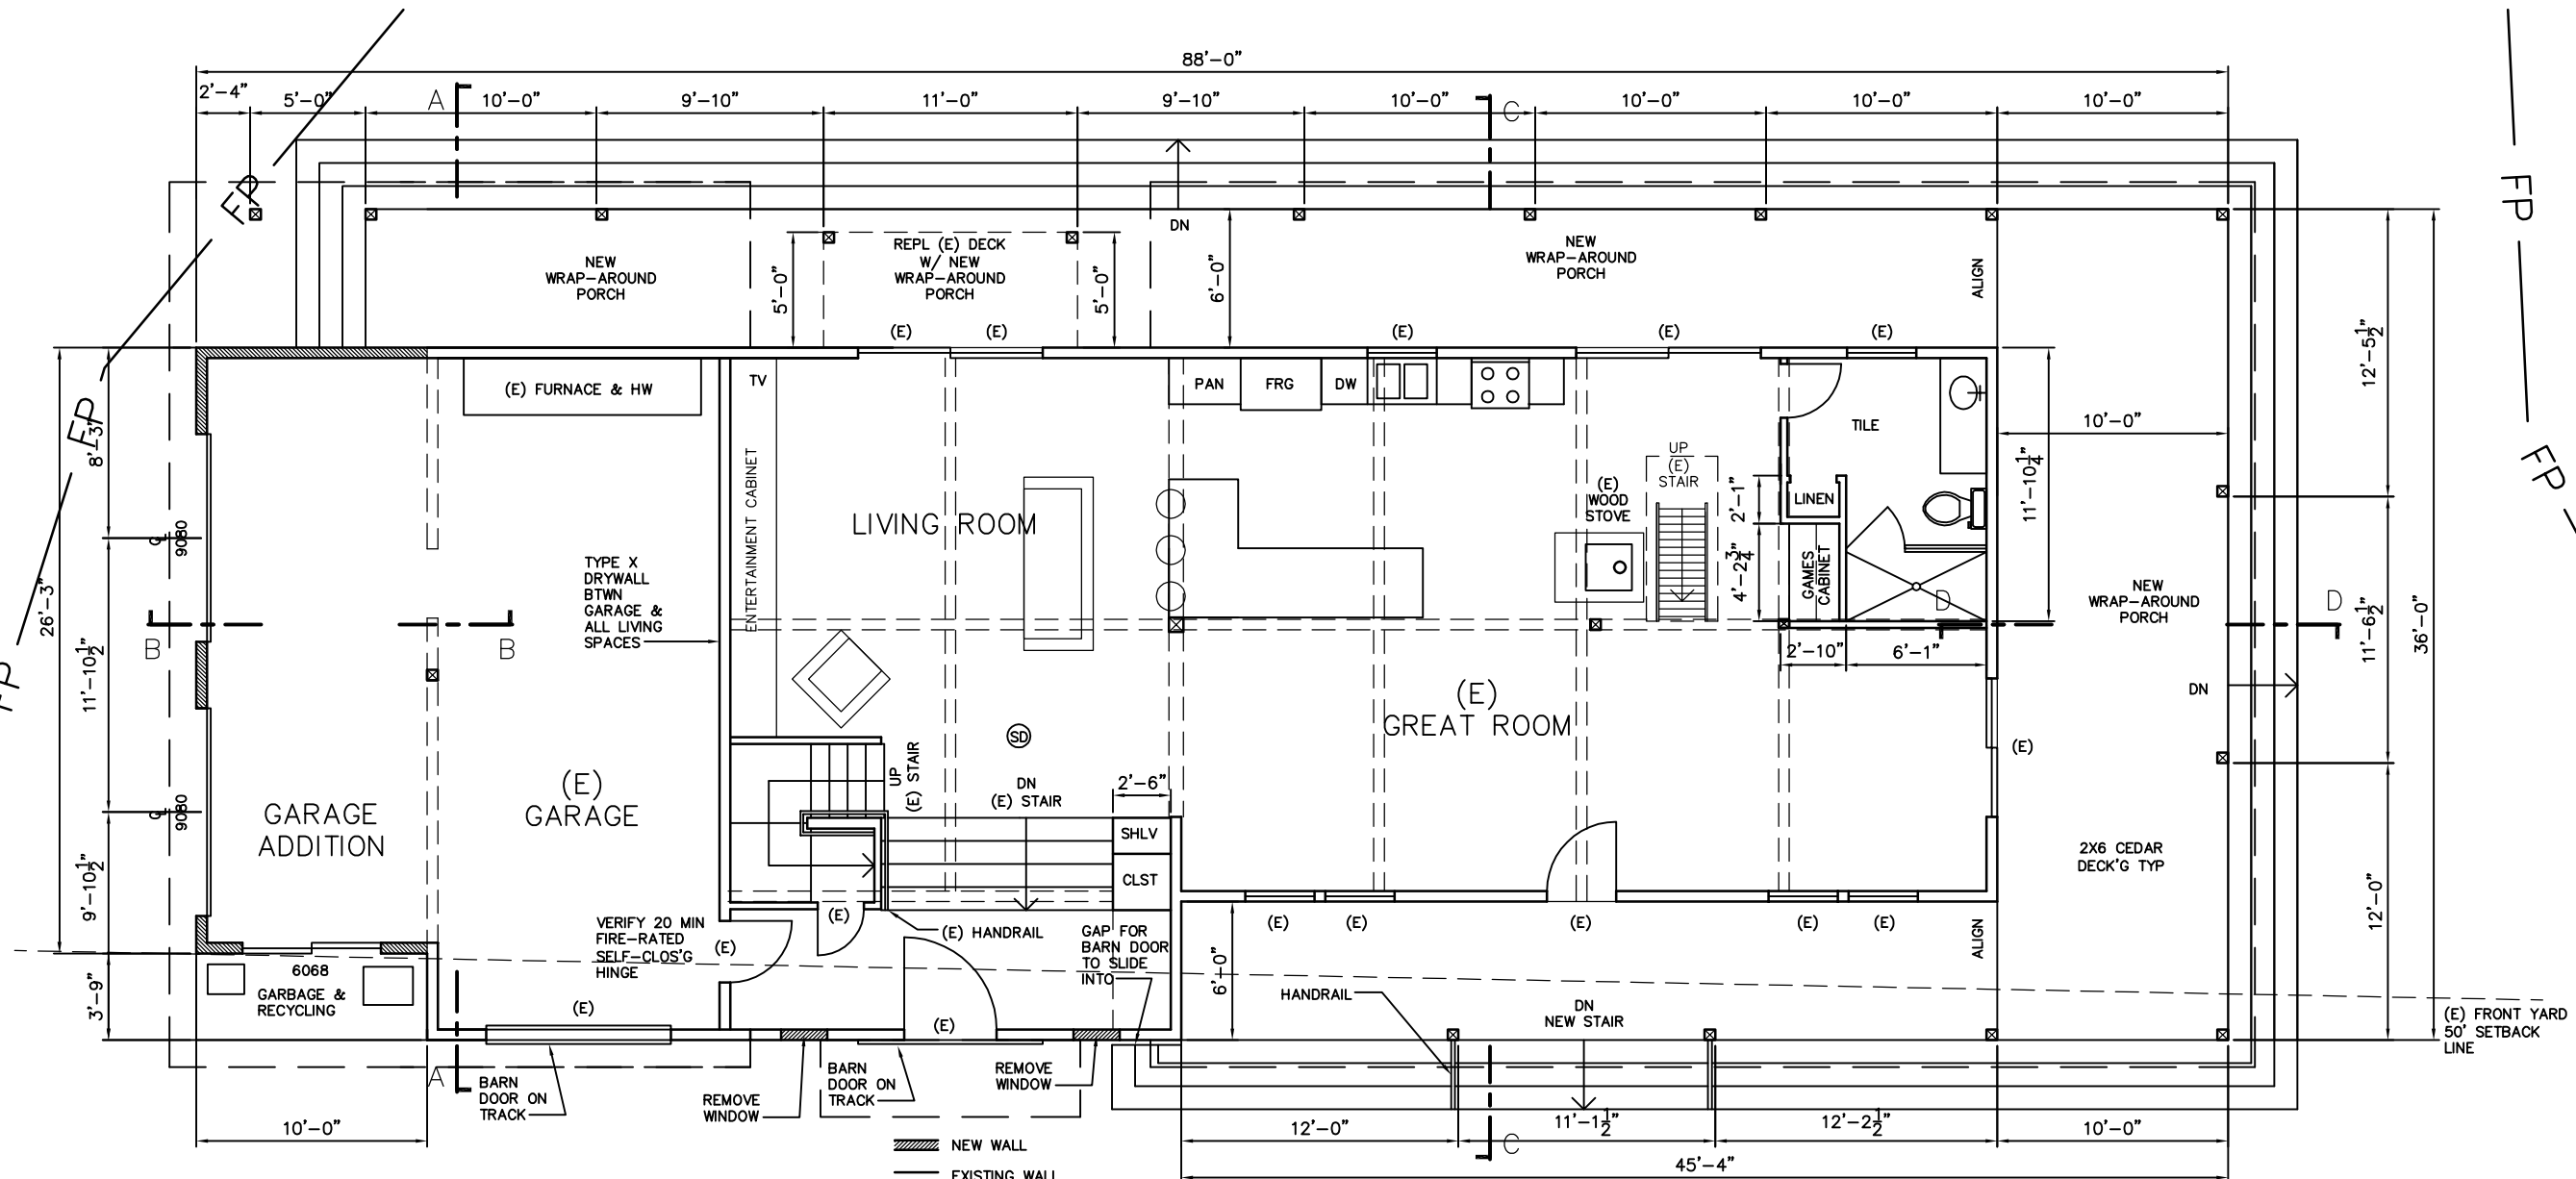 88'-0"
2'-4"
5'-0"
A
10'-0"
9'-10"
11'-0"
9'-10"
10'-0"
C
10'-0"
10'-0"
10'-0"
FP
FP
DN
NEW
WRAP-AROUND
PORCH
5'-0"
REPL (E) DECK
W/ NEW
WRAP-AROUND
PORCH
5'-0"
6'-0"
NEW
WRAP-AROUND
PORCH
ALIGN
12'-5½"
(E)
(E)
(E)
(E)
(E)
(E) FURNACE & HW
TV
PAN
FRG
DW
TILE
10'-0"
FP
8'-3"
FP
ENTERTAINMENT CABINET
LIVING ROOM
(E)
WOOD
STOVE
UP
(E)
STAIR
2'-1"
LINEN
11'-10¼"
℄
9080
26'-3"
TYPE X
DRYWALL
BTWN
GARAGE &
ALL LIVING
SPACES
4'-2¾"
GAMES
CABINET
NEW
WRAP-AROUND
PORCH
D
D
B
B
11'-6½"
36'-0"
2'-10"
6'-1"
FP
11'-10½"
DN
(E)
GREAT ROOM
SD
(E)
UP
(E) STAIR
DN
(E) STAIR
2'-6"
℄
9080
GARAGE
ADDITION
(E)
GARAGE
SHLV
CLST
2X6 CEDAR
DECK'G TYP
9'-10½"
12'-0"
VERIFY 20 MIN
FIRE-RATED
SELF-CLOS'G
HINGE
(E)
(E)
(E) HANDRAIL
GAP FOR
BARN DOOR
TO SLIDE
INTO
(E)
(E)
(E)
(E)
(E)
ALIGN
6'-0"
3'-9"
6068
GARBAGE &
RECYCLING
(E)
(E)
HANDRAIL
DN
NEW STAIR
(E) FRONT YARD
50' SETBACK
LINE
A
BARN
DOOR ON
TRACK
REMOVE
WINDOW
BARN
DOOR ON
TRACK
REMOVE
WINDOW
10'-0"
12'-0"
C
11'-1½"
12'-2½"
10'-0"
NEW WALL
45'-4"
EXISTING WALL